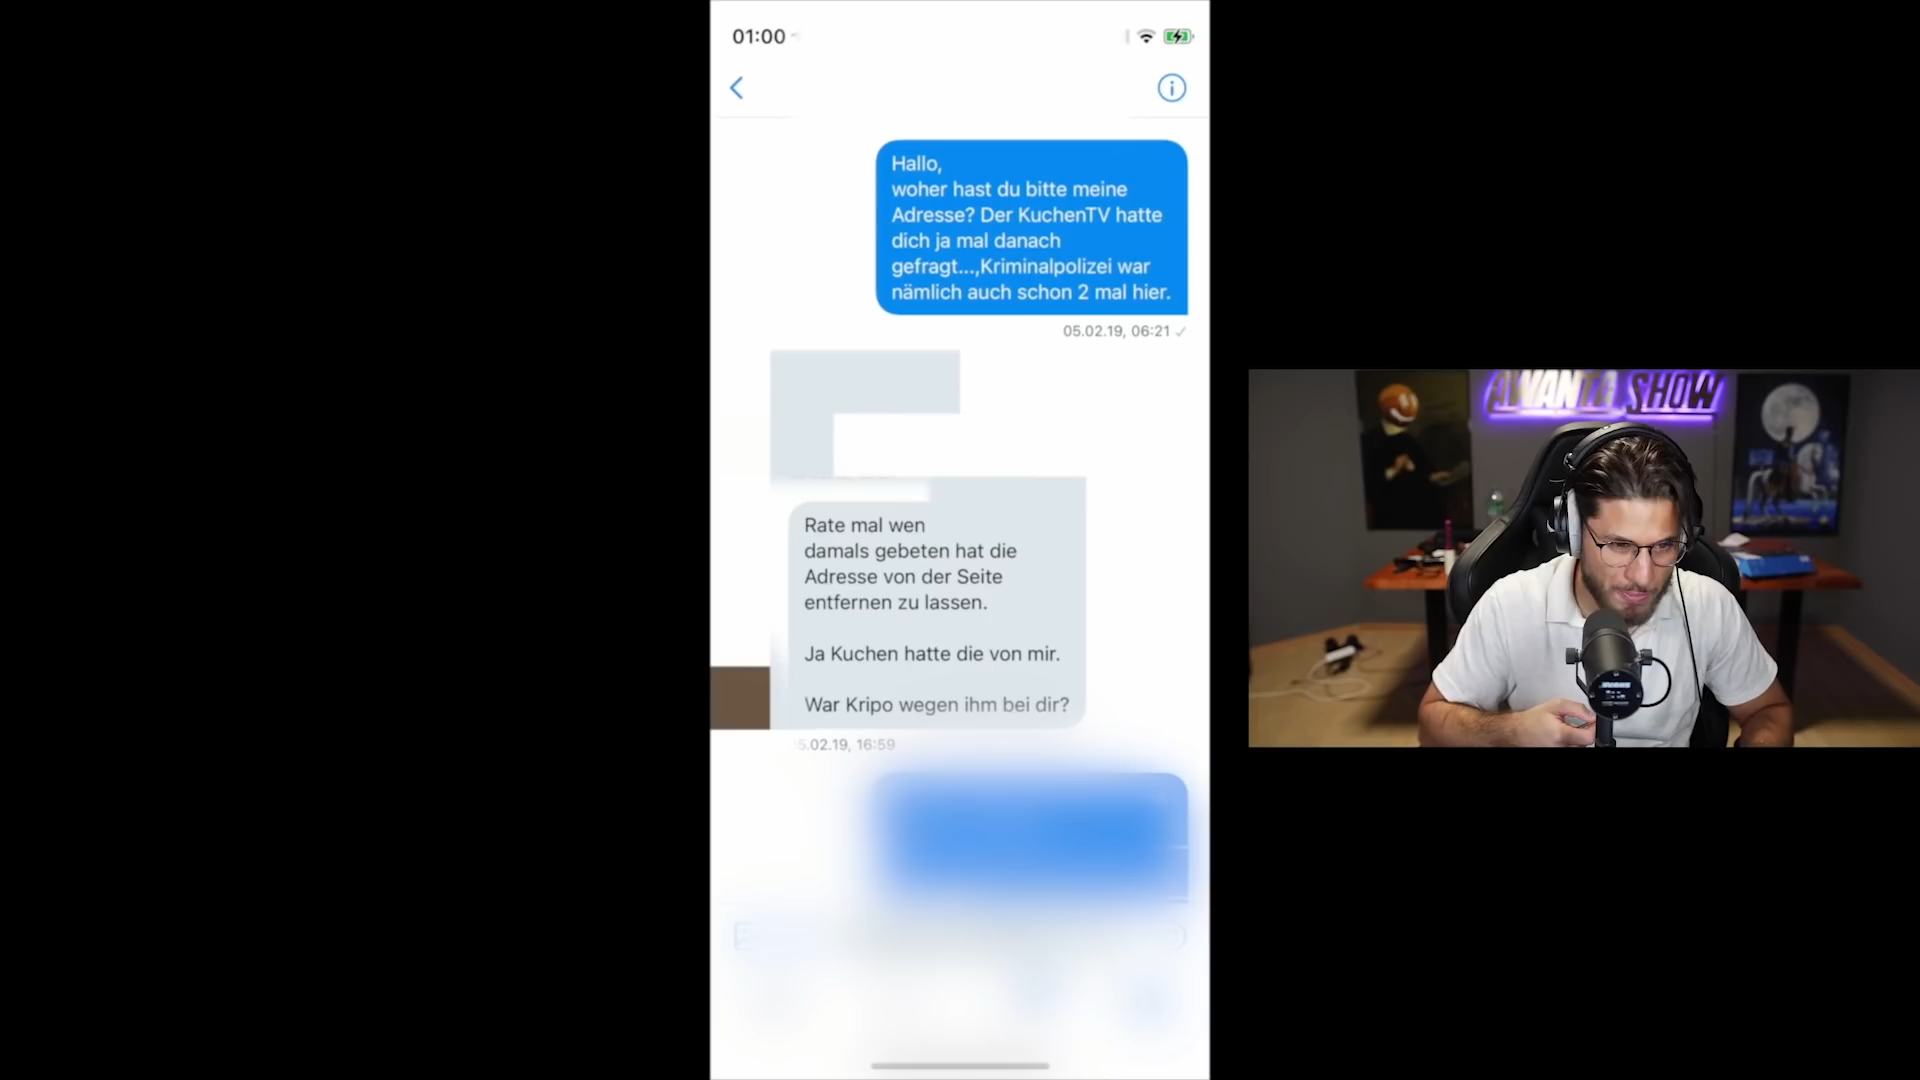 01:00
Hallo,
woher hast du bitte meine
Adresse? Der KuchenTV hatte
dich ja mal danach
gefragt...,Kriminalpolizei war
nämlich auch schon 2 mal hier.
05.02.19, 06:21
Rate mal wen
damals gebeten hat die
Adresse von der Seite
entfernen zu lassen.
Ja Kuchen hatte die von mir.
War Kripo wegen ihm bei dir?
5.02.19, 16:59
AWANTE SHOW